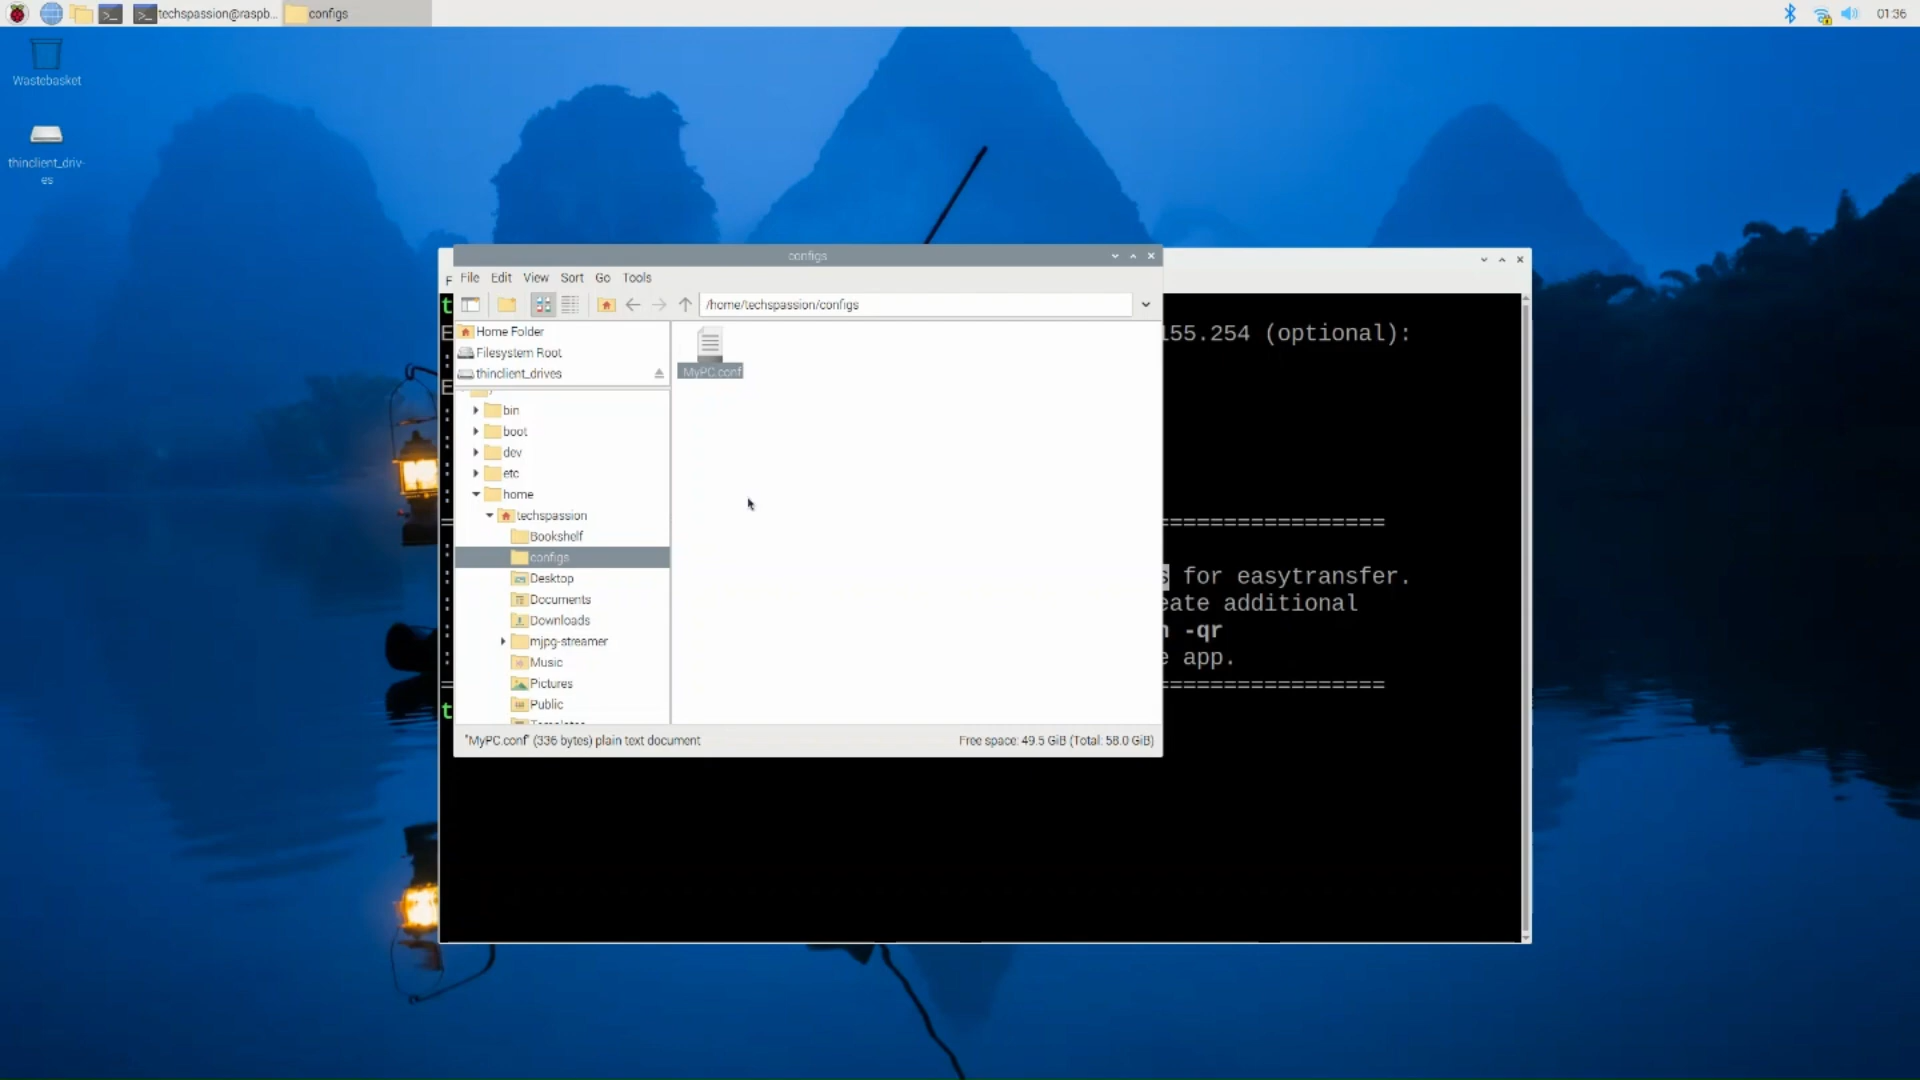 techspassion@raspb...
configs
01:36
Wastebasket
thinclient_driv-
es
configs
File Edit View Sort Go Tools
/home/techspassion/configs
Home Folder
Filesystem Root
thinclient_drives
bin
boot
dev
etc
home
techspassion
Bookshelf
configs
Desktop
Documents
Downloads
mjpg-streamer
Music
Pictures
Public
Templates
MyPC.conf
"MyPC.conf" (336 bytes) plain text document
Free space: 49.5 GiB (Total: 58.0 GiB)
F
t
E
155.254 (optional):
:
E
:
:
:
:
=================
:
: s for easytransfer.
: eate additional
: n -qr
: e app.
=================
t